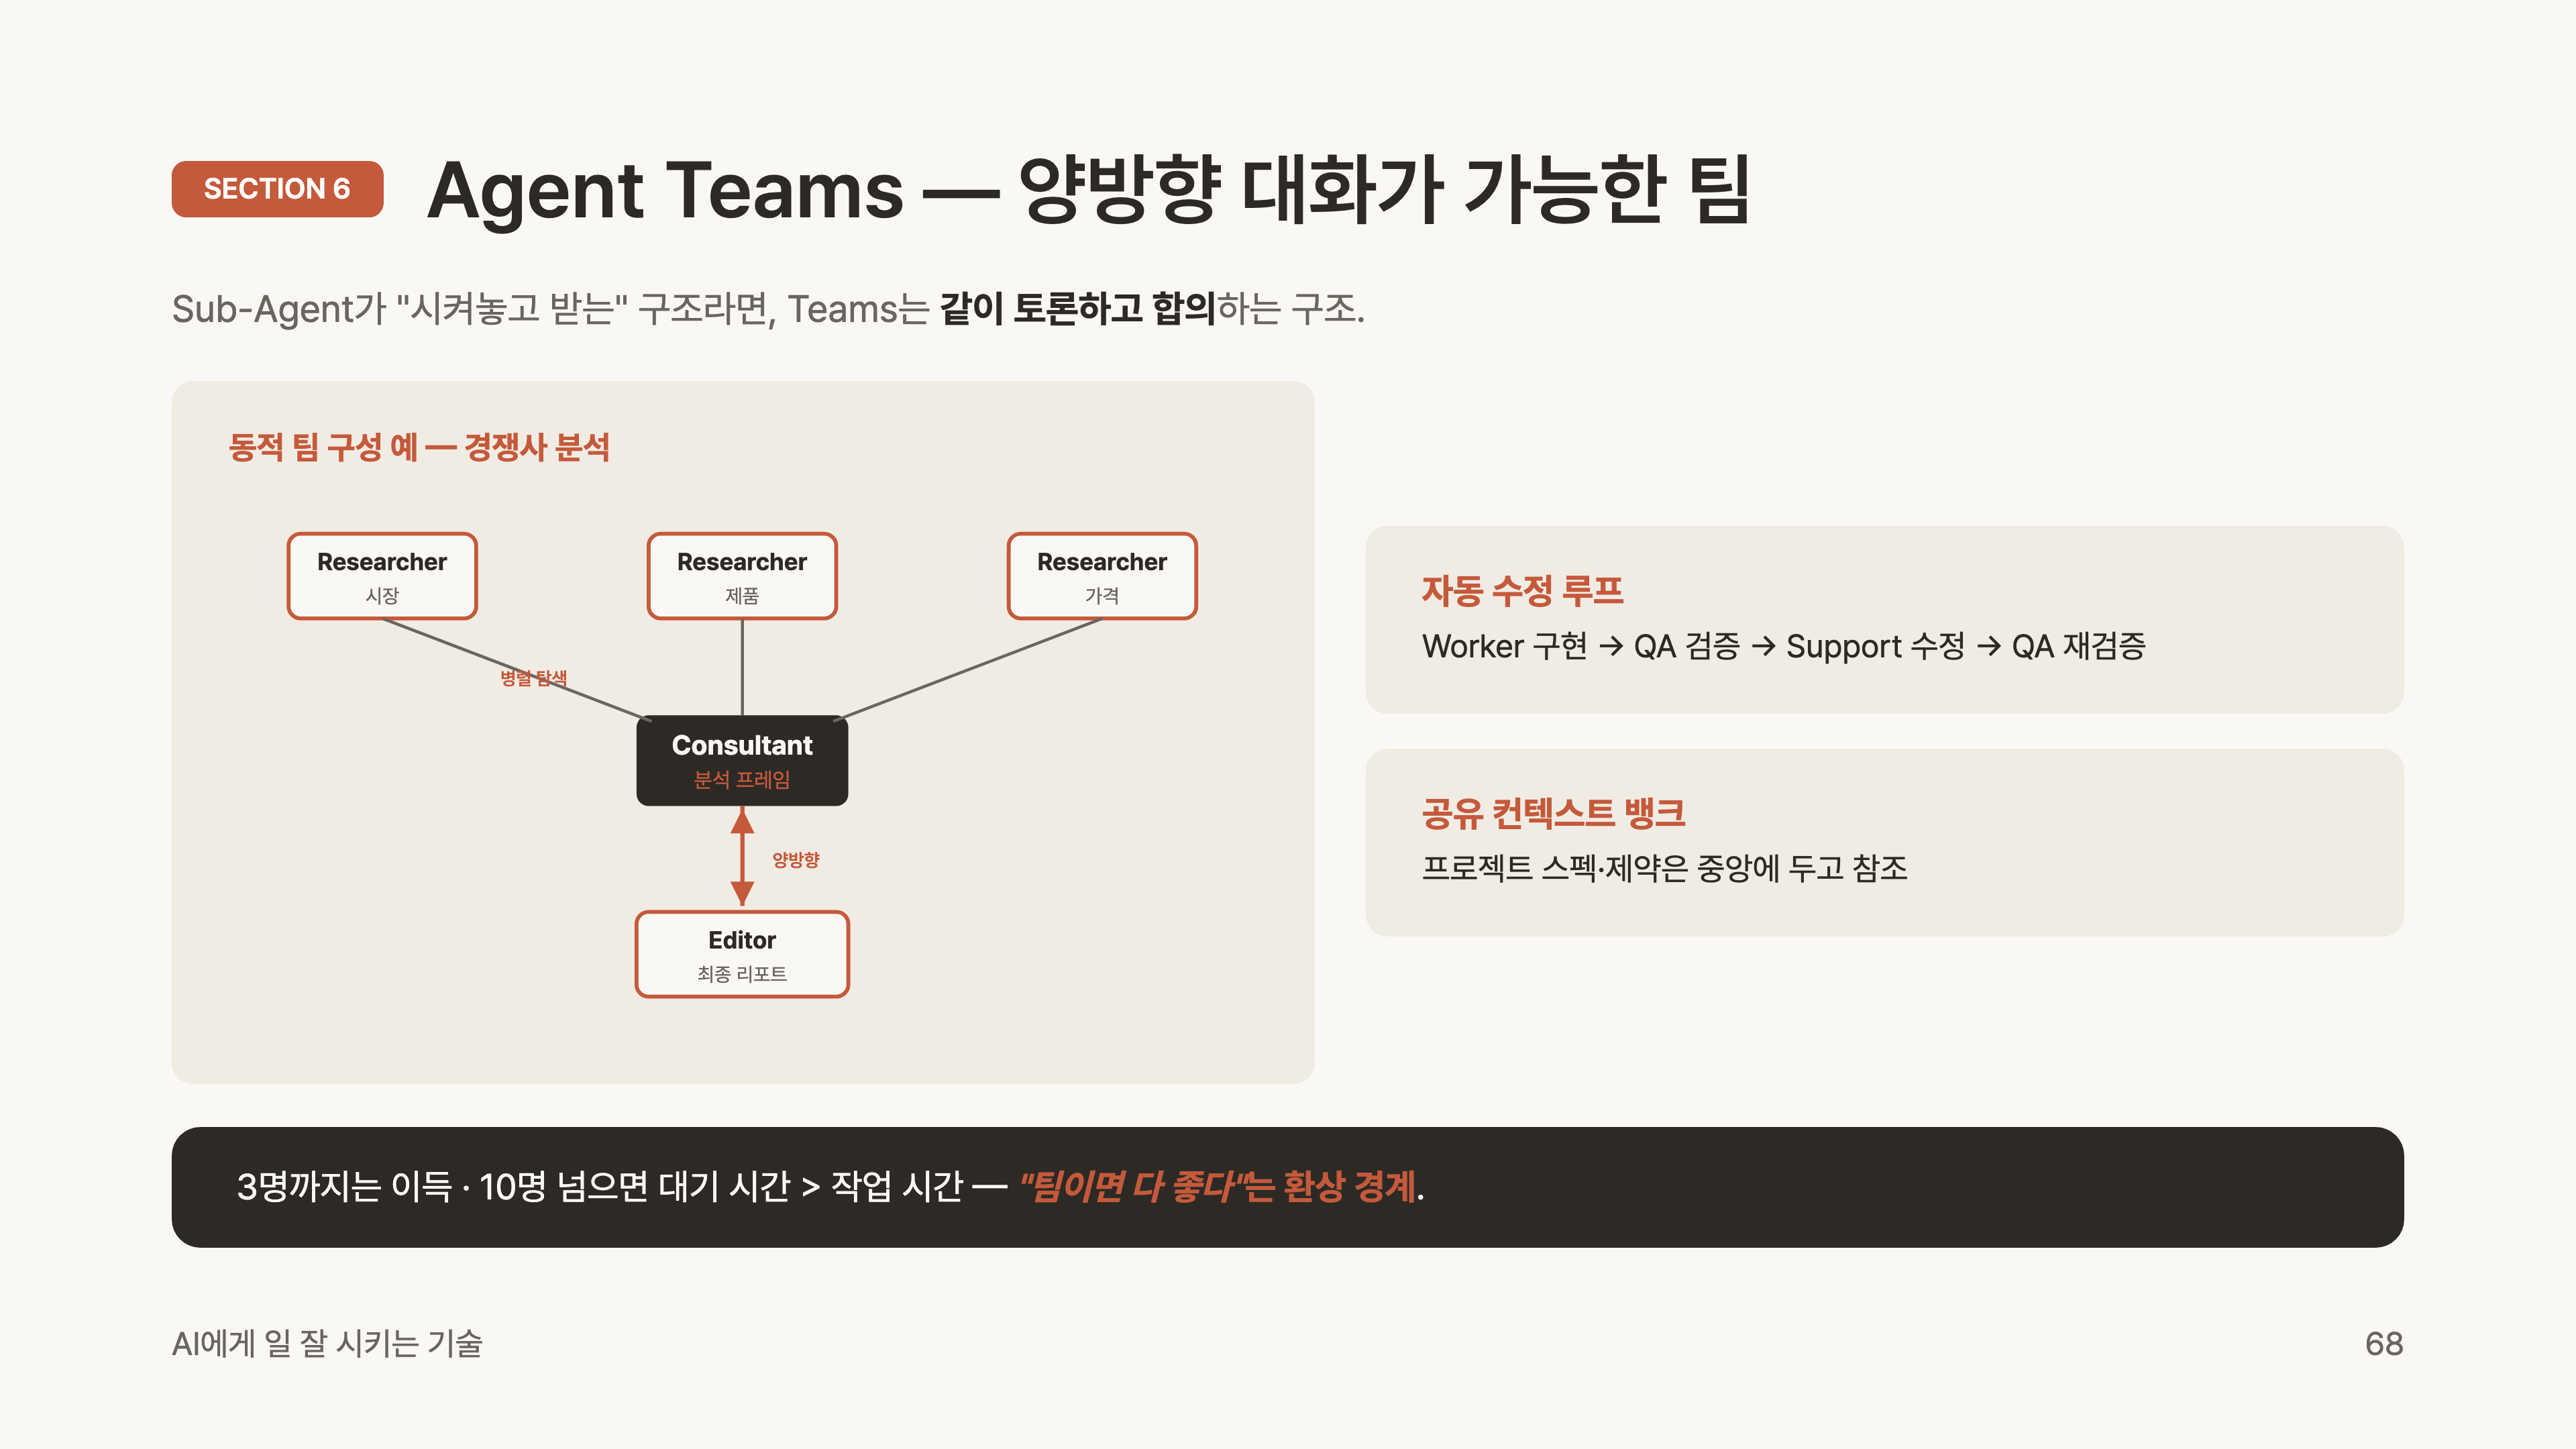 SECTION 6
Agent Teams — 양방향 대화가 가능한 팀
Sub-Agent가 "시켜놓고 받는" 구조라면, Teams는 같이 토론하고 합의하는 구조.
동적 팀 구성 예 — 경쟁사 분석
Researcher
시장
Researcher
제품
Researcher
가격
병렬 탐색
Consultant
분석 프레임
양방향
Editor
최종 리포트
자동 수정 루프
Worker 구현 → QA 검증 → Support 수정 → QA 재검증
공유 컨텍스트 뱅크
프로젝트 스펙·제약은 중앙에 두고 참조
3명까지는 이득 · 10명 넘으면 대기 시간 > 작업 시간 — "팀이면 다 좋다"는 환상 경계.
AI에게 일 잘 시키는 기술
68